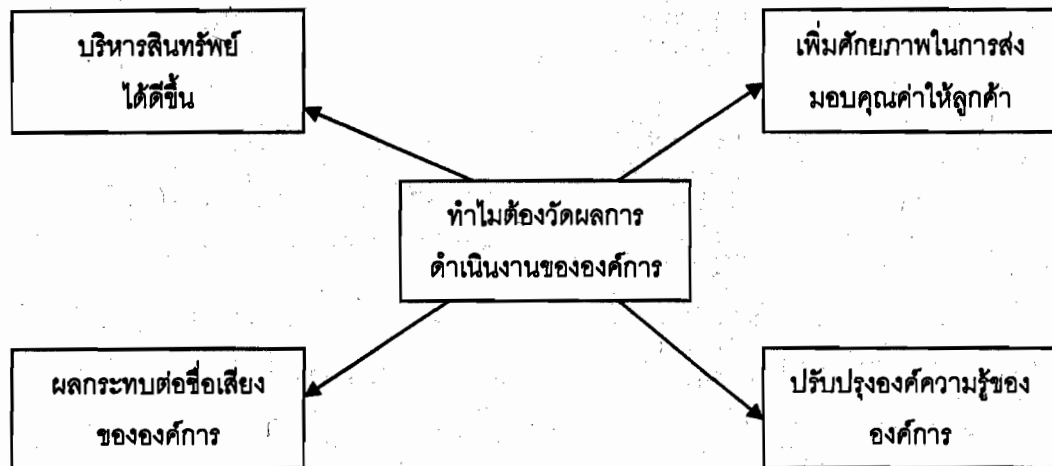 บริหารสินทรัพย์
ได้ดีขึ้น
เพิ่มศักยภาพในการส่ง
มอบคุณค่าให้ลูกค้า
ทำไมต้องวัดผลการ
ดำเนินงานขององค์การ
ผลกระทบต่อชื่อเสียง
ขององค์การ
ปรับปรุงองค์ความรู้ของ
องค์การ